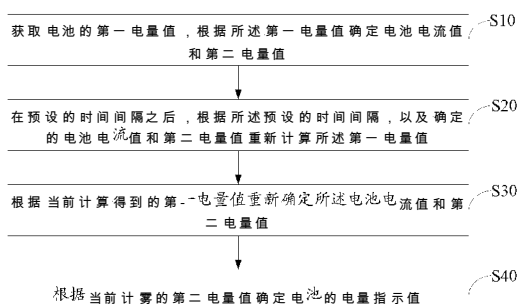 获取电池的第一电量值，根据所述第一电量值确定电池电流值
和第二电量值
S10
在预设的时间间隔之后，根据所述预设的时间间隔，以及确定
的电池电流值和第二电量值重新计算所述第一电量值
S20
根据当前计算得到的第-一电量值重新确定所述电池电流值和第
二电量值
S30
根据当前计雾的第二电量值确定电池的电量指示值
S40